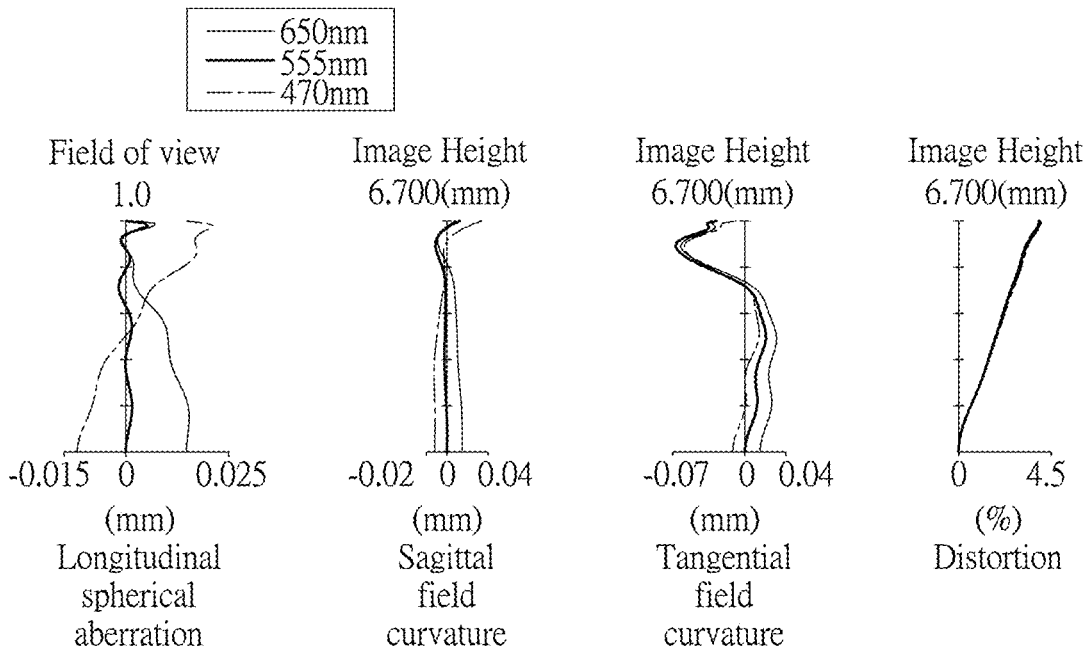 650nm
555nm
470nm
Field of view
1.0
Image Height
6.700(mm)
Image Height
6.700(mm)
Image Height
6.700(mm)
-0.015 0 0.025
(mm)
Longitudinal
spherical
aberration
-0.02 0 0.04
(mm)
Sagittal
field
curvature
-0.07 0 0.04
(mm)
Tangential
field
curvature
0 4.5
(%)
Distortion